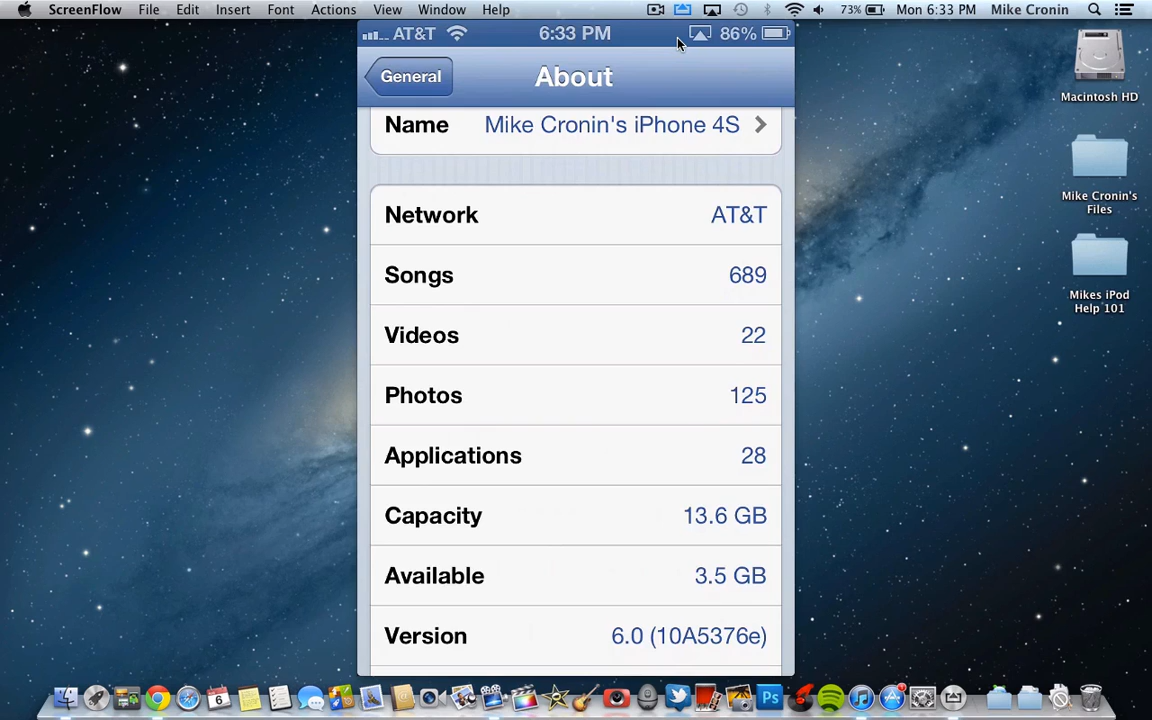 ScreenFlow File Edit Insert Font Actions View Window Help 73% Mon 6:33 PM Mike Cronin
AT&T 6:33 PM 86%
General About
Name Mike Cronin's iPhone 4S
Network AT&T
Songs 689
Videos 22
Photos 125
Applications 28
Capacity 13.6 GB
Available 3.5 GB
Version 6.0 (10A5376e)
Macintosh HD
Mike Cronin's
Files
Mikes iPod
Help 101
6
Ps